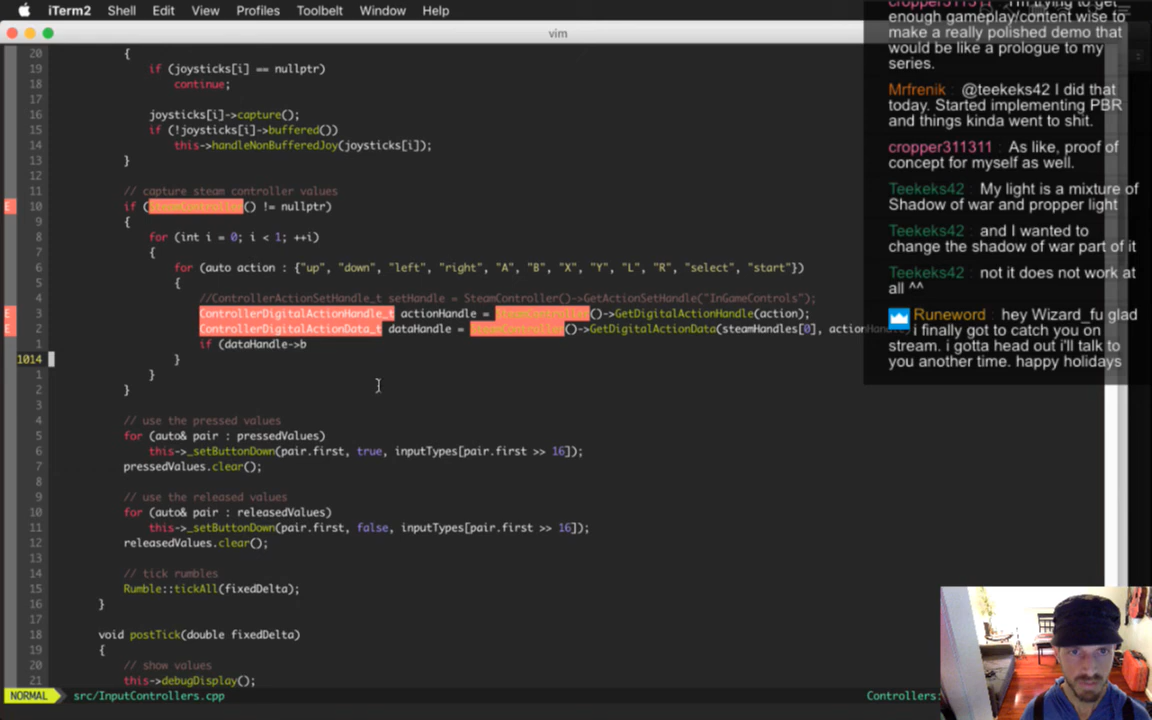 iTerm2 Shell Edit View Profiles Toolbelt Window Help
vim
20 {
19 if (joysticks[i] == nullptr)
18 continue;
17
16 joysticks[i]->capture();
15 if (!joysticks[i]->buffered())
14 this->handleNonBufferedJoy(joysticks[i]);
13 }
12
11 // capture steam controller values
E 10 if (SteamController() != nullptr)
9 {
8 for (int i = 0; i < 1; ++i)
7 {
6 for (auto action : {"up", "down", "left", "right", "A", "B", "X", "Y", "L", "R", "select", "start"})
5 {
4 //ControllerActionSetHandle_t setHandle = SteamController()->GetActionSetHandle("InGameControls");
E 3 ControllerDigitalActionHandle_t actionHandle = SteamController()->GetDigitalActionHandle(action);
E 2 ControllerDigitalActionData_t dataHandle = SteamController()->GetDigitalActionData(steamHandles[0], actionHandle
1 if (dataHandle->b
1014 }
1 }
2 }
3
4 // use the pressed values
5 for (auto& pair : pressedValues)
6 this->_setButtonDown(pair.first, true, inputTypes[pair.first >> 16]);
7 pressedValues.clear();
8
9 // use the released values
10 for (auto& pair : releasedValues)
11 this->_setButtonDown(pair.first, false, inputTypes[pair.first >> 16]);
12 releasedValues.clear();
13
14 // tick rumbles
15 Rumble::tickAll(fixedDelta);
16 }
17
18 void postTick(double fixedDelta)
19 {
20 // show values
21 this->debugDisplay();
NORMAL src/InputControllers.cpp Controllers:
cropper311311 : I'm trying to get
enough gameplay/content wise to
make a really polished demo that
would be like a prologue to my
series.
Mrfrenik : @teekeks42 I did that
today. Started implementing PBR
and things kinda went to shit.
cropper311311 : As like, proof of
concept for myself as well.
Teekeks42 : My light is a mixture of
Shadow of war and propper light
Teekeks42 : and I wanted to
change the shadow of war part of it
Teekeks42 : not it does not work at
all ^^
Runeword : hey Wizard_fu glad
i finally got to catch you on
stream. i gotta head out i'll talk to
you another time. happy holidays